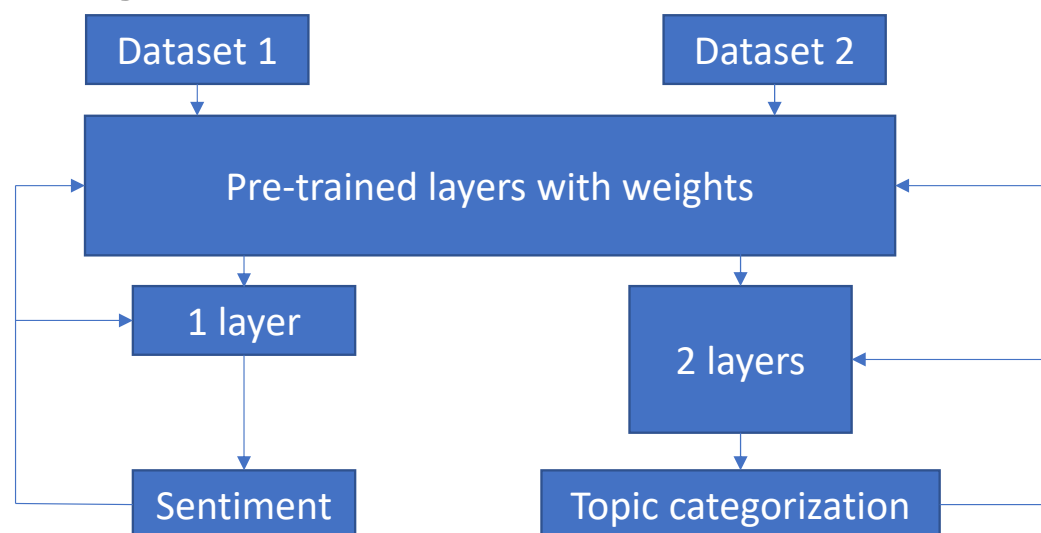 Dataset 1
Dataset 2
Pre-trained layers with weights
1 layer
2 layers
Sentiment
Topic categorization